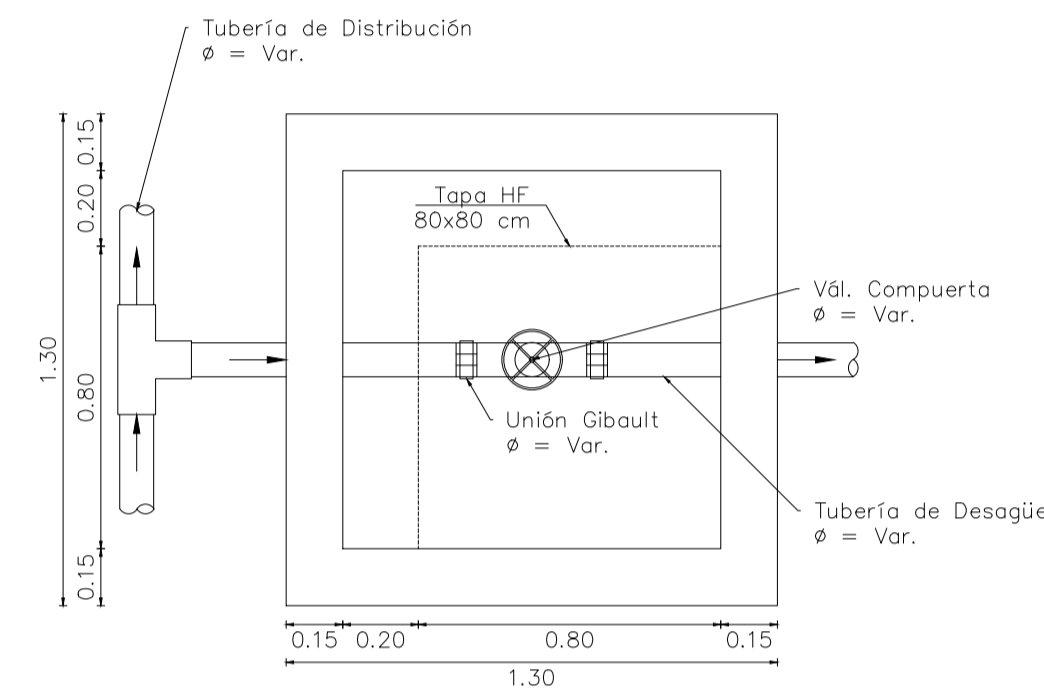 Tubería de Distribución
ø = Var.
0.15
0.20
1.30
0.80
0.15
Tapa HF
80x80 cm
Vál. Compuerta
ø = Var.
Unión Gibault
ø = Var.
Tubería de Desagüe
ø = Var.
0.15 0.20 0.80 0.15
1.30